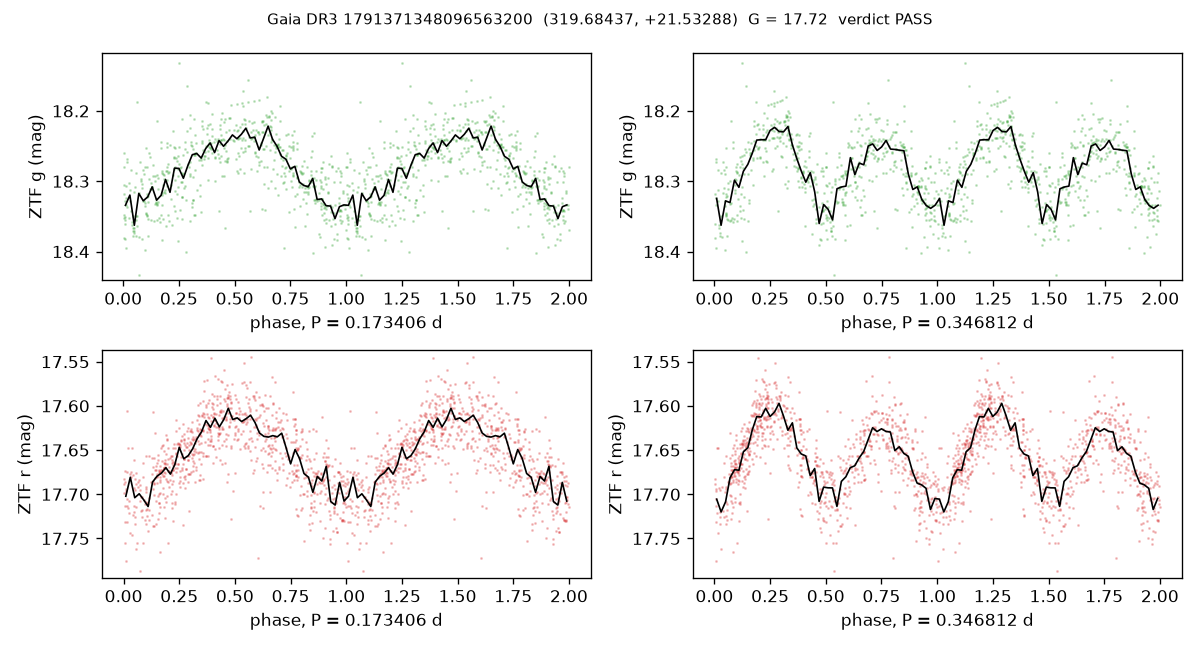 Gaia DR3 1791371348096563200 (319.68437, +21.53288) G = 17.72 verdict PASS
ZTF g (mag)
18.2
18.3
18.4
0.00 0.25 0.50 0.75 1.00 1.25 1.50 1.75 2.00
phase, P = 0.173406 d
ZTF g (mag)
18.2
18.3
18.4
0.00 0.25 0.50 0.75 1.00 1.25 1.50 1.75 2.00
phase, P = 0.346812 d
ZTF r (mag)
17.55
17.60
17.65
17.70
17.75
0.00 0.25 0.50 0.75 1.00 1.25 1.50 1.75 2.00
phase, P = 0.173406 d
ZTF r (mag)
17.55
17.60
17.65
17.70
17.75
0.00 0.25 0.50 0.75 1.00 1.25 1.50 1.75 2.00
phase, P = 0.346812 d